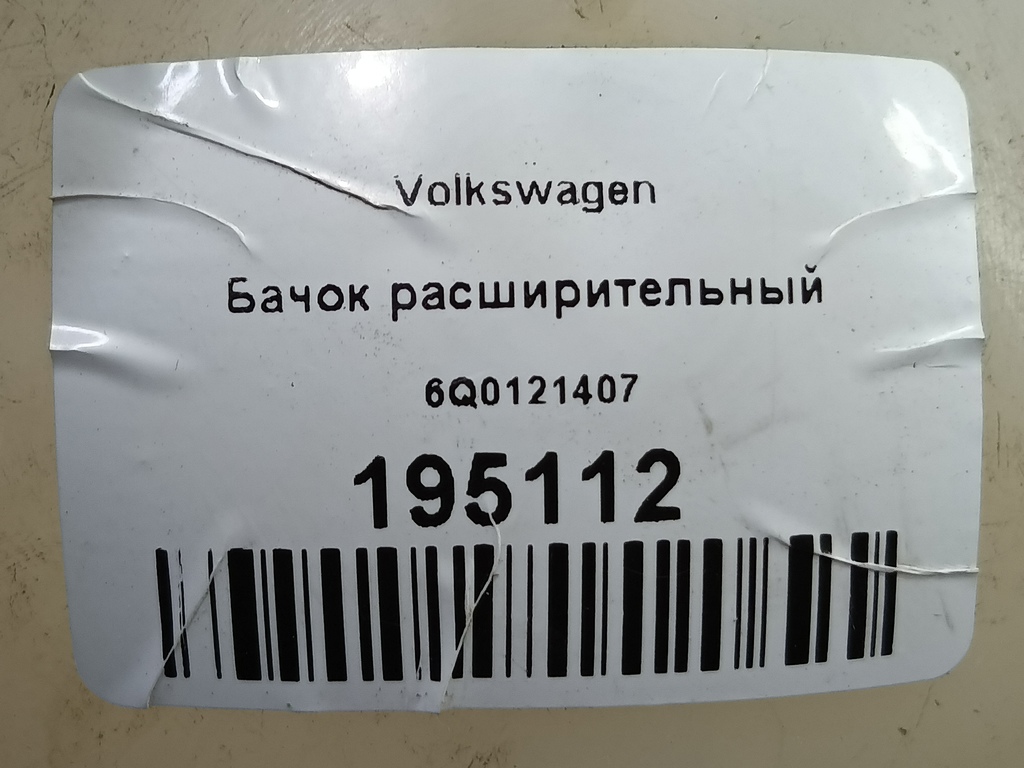 Volkswagen
Бачок расширительный
6Q0121407
195112